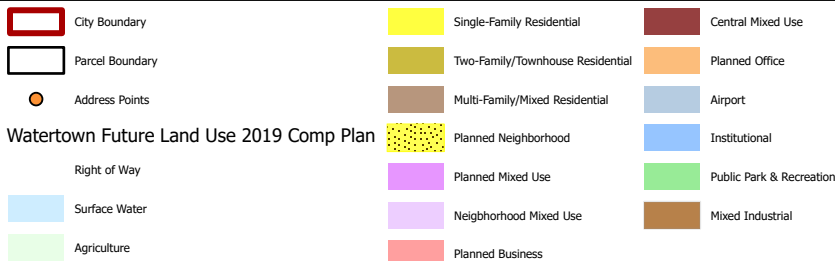 City Boundary
Parcel Boundary
Address Points
Watertown Future Land Use 2019 Comp Plan
Right of Way
Surface Water
Agriculture
Single-Family Residential
Two-Family/Townhouse Residential
Multi-Family/Mixed Residential
Planned Neighborhood
Planned Mixed Use
Neigbhorhood Mixed Use
Planned Business
Central Mixed Use
Planned Office
Airport
Institutional
Public Park & Recreation
Mixed Industrial